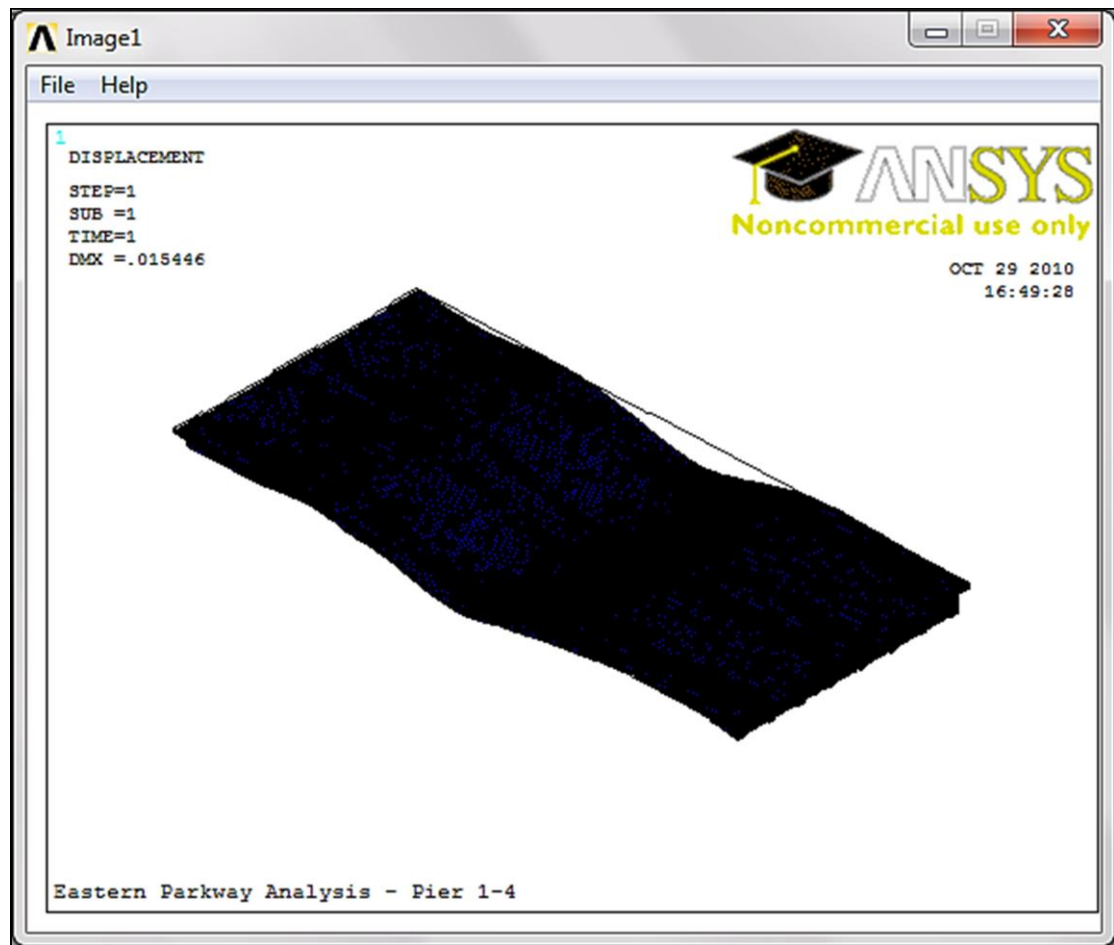 Image1
File Help
1
DISPLACEMENT
STEP=1
SUB =1
TIME=1
DMX =.015446
ANSYS
Noncommercial use only
OCT 29 2010
16:49:28
Eastern Parkway Analysis - Pier 1-4